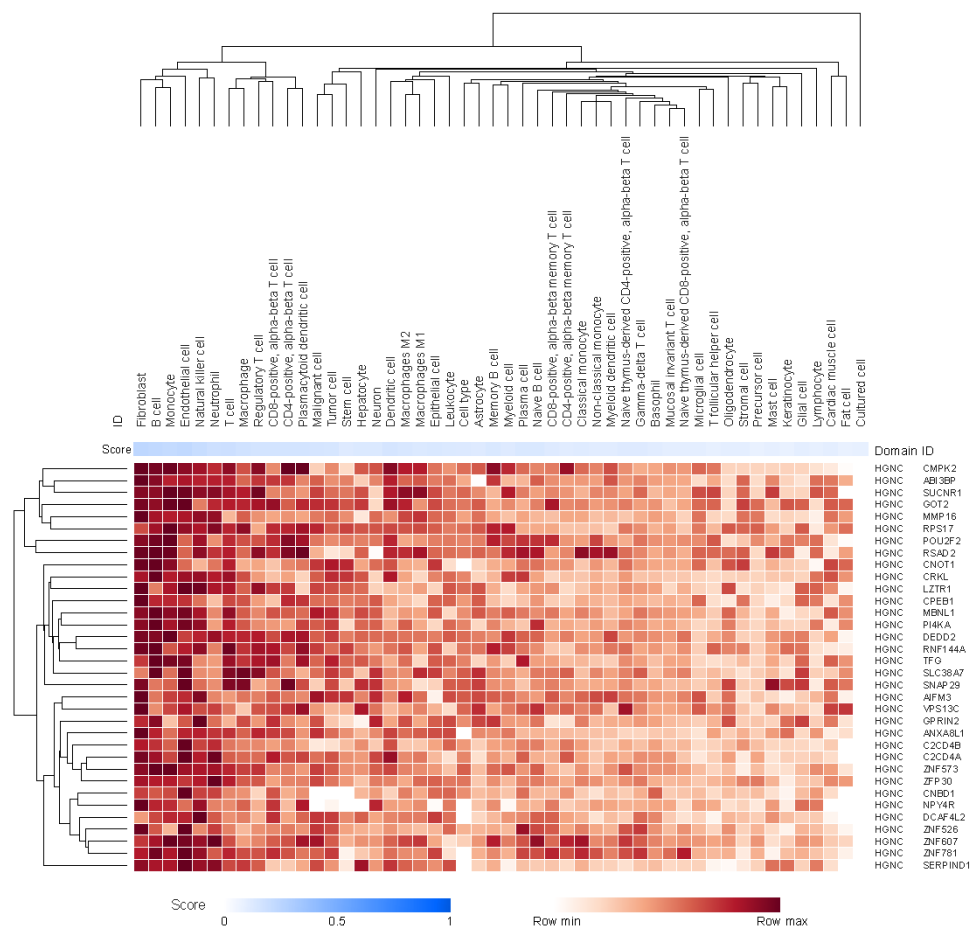 ID
Fibroblast
B cell
Monocyte
Endothelial cell
Natural killer cell
Neutrophil
T cell
Macrophage
Regulatory T cell
CD8-positive, alpha-beta T cell
CD4-positive, alpha-beta T cell
Plasmacytoid dendritic cell
Malignant cell
Tumor cell
Stem cell
Hepatocyte
Neuron
Dendritic cell
Macrophages M2
Macrophages M1
Epithelial cell
Leukocyte
Cell type
Astrocyte
Memory B cell
Myeloid cell
Plasma cell
Naive B cell
CD8-positive, alpha-beta memory T cell
CD4-positive, alpha-beta memory T cell
Classical monocyte
Non-classical monocyte
Myeloid dendritic cell
Naive thymus-derived CD4-positive, alpha-beta T cell
Gamma-delta T cell
Basophil
Mucosal invariant T cell
Naive thymus-derived CD8-positive, alpha-beta T cell
Microglial cell
T follicular helper cell
Oligodendrocyte
Stromal cell
Precursor cell
Mast cell
Keratinocyte
Glial cell
Lymphocyte
Cardiac muscle cell
Fat cell
Cultured cell
Score
Domain ID
HGNC CMPK2
HGNC ABI3BP
HGNC SUCNR1
HGNC GOT2
HGNC MMP16
HGNC RPS17
HGNC POU2F2
HGNC RSAD2
HGNC CNOT1
HGNC CRKL
HGNC LZTR1
HGNC CPEB1
HGNC MBNL1
HGNC PI4KA
HGNC DEDD2
HGNC RNF144A
HGNC TFG
HGNC SLC38A7
HGNC SNAP29
HGNC AIFM3
HGNC VPS13C
HGNC GPRIN2
HGNC ANXA8L1
HGNC C2CD4B
HGNC C2CD4A
HGNC ZNF573
HGNC ZFP30
HGNC CNBD1
HGNC NPY4R
HGNC DCAF4L2
HGNC ZNF526
HGNC ZNF607
HGNC ZNF781
HGNC SERPIND1
Score
0 0.5 1
Row min Row max